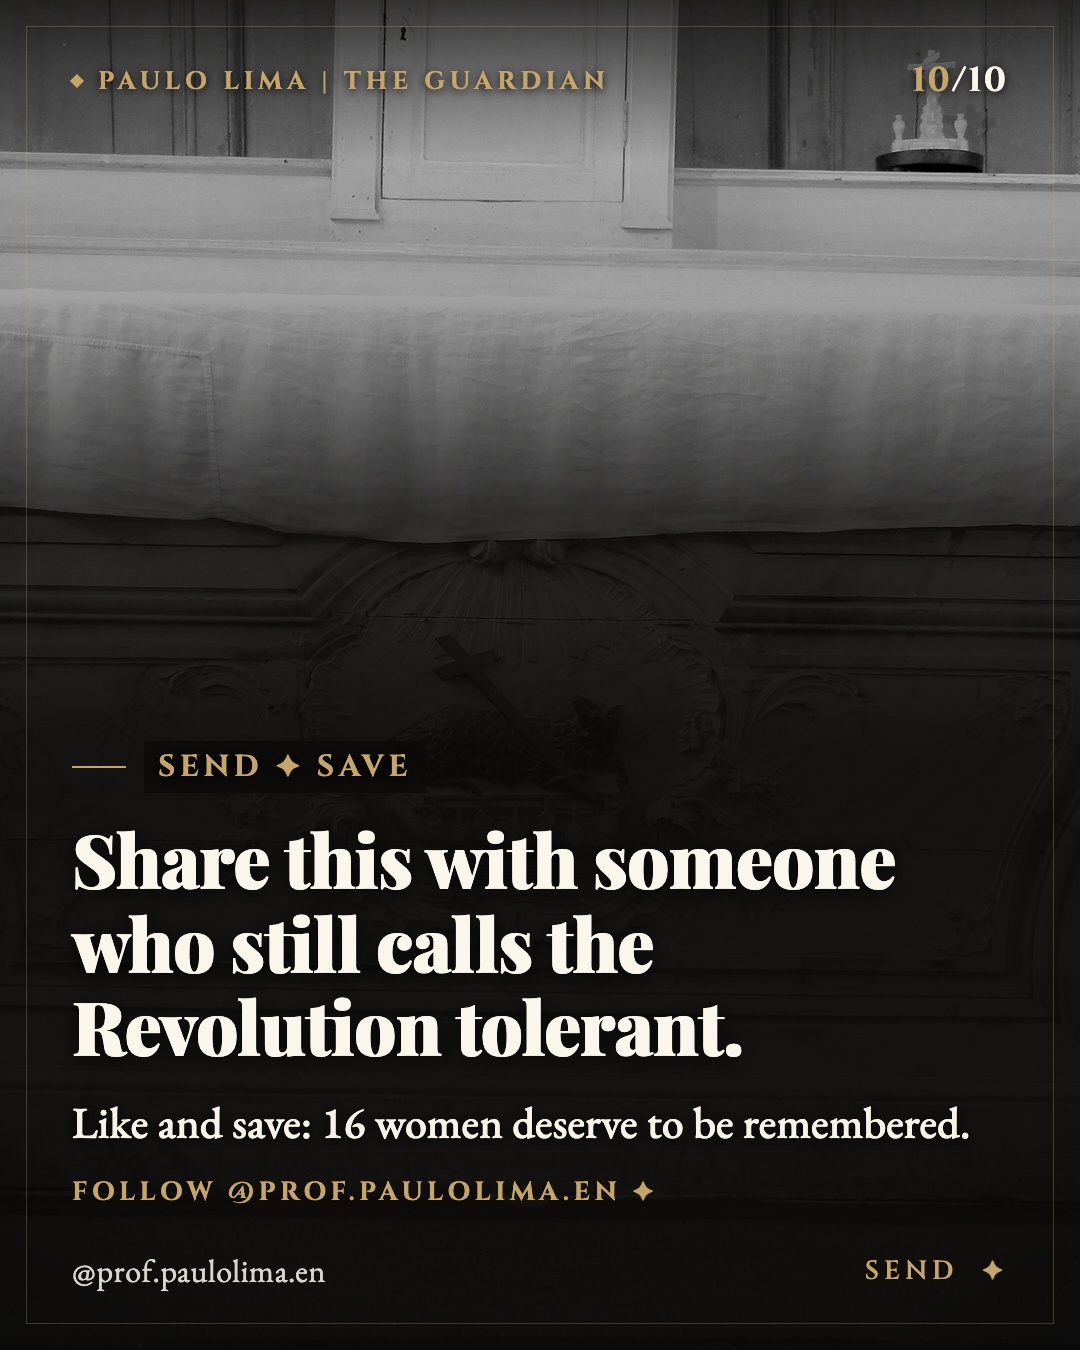 ◆ PAULO LIMA | THE GUARDIAN
10/10
SEND ✦ SAVE
Share this with someone
who still calls the
Revolution tolerant.
Like and save: 16 women deserve to be remembered.
FOLLOW @PROF.PAULOLIMA.EN ✦
@prof.paulolima.en
SEND ✦